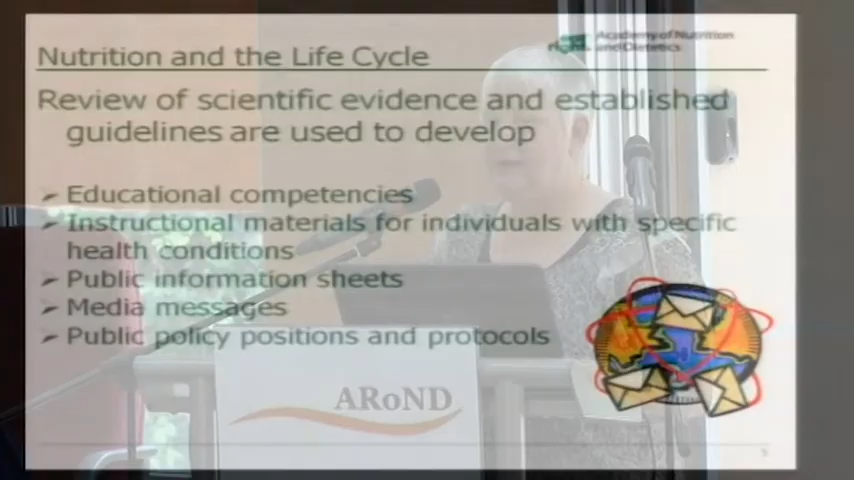 eat right. Academy of Nutrition
and Dietetics
Nutrition and the Life Cycle
Review of scientific evidence and established
guidelines are used to develop
Educational competencies
Instructional materials for individuals with specific
health conditions
Public information sheets
Media messages
Public policy positions and protocols
ARoND